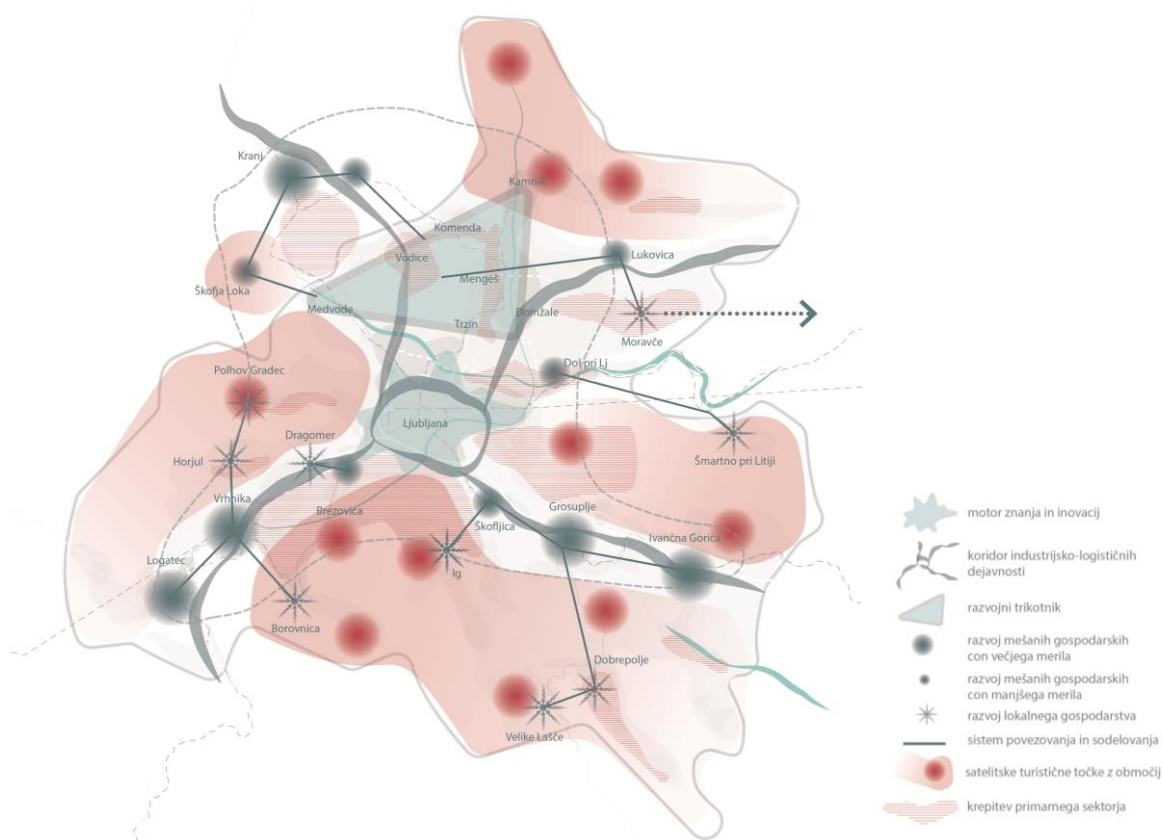 Kranj
Kamnik
Komenda
Vodice
Lukovica
Mengeš
Škofja Loka
Medvode
Trzin
Domžale
Moravče
Polhov Gradec
Dol pri Lj
Ljubljana
Dragomer
Horjul
Šmartno pri Litiji
Vrhnika
Brezovica
Škofljica
Grosuplje
Ivančna Gorica
Logatec
Ig
Borovnica
Dobrepolje
Velike Lašče
motor znanja in inovacij
koridor industrijsko-logističnih
dejavnosti
razvojni trikotnik
razvoj mešanih gospodarskih
con večjega merila
razvoj mešanih gospodarskih
con manjšega merila
razvoj lokalnega gospodarstva
sistem povezovanja in sodelovanja
satelitske turistične točke z območij
krepitev primarnega sektorja